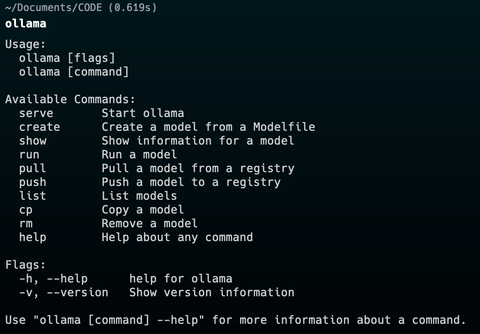 ~/Documents/CODE (0.619s)
ollama
Usage:
  ollama [flags]
  ollama [command]

Available Commands:
  serve       Start ollama
  create      Create a model from a Modelfile
  show        Show information for a model
  run         Run a model
  pull        Pull a model from a registry
  push        Push a model to a registry
  list        List models
  cp          Copy a model
  rm          Remove a model
  help        Help about any command

Flags:
  -h, --help      help for ollama
  -v, --version   Show version information

Use "ollama [command] --help" for more information about a command.